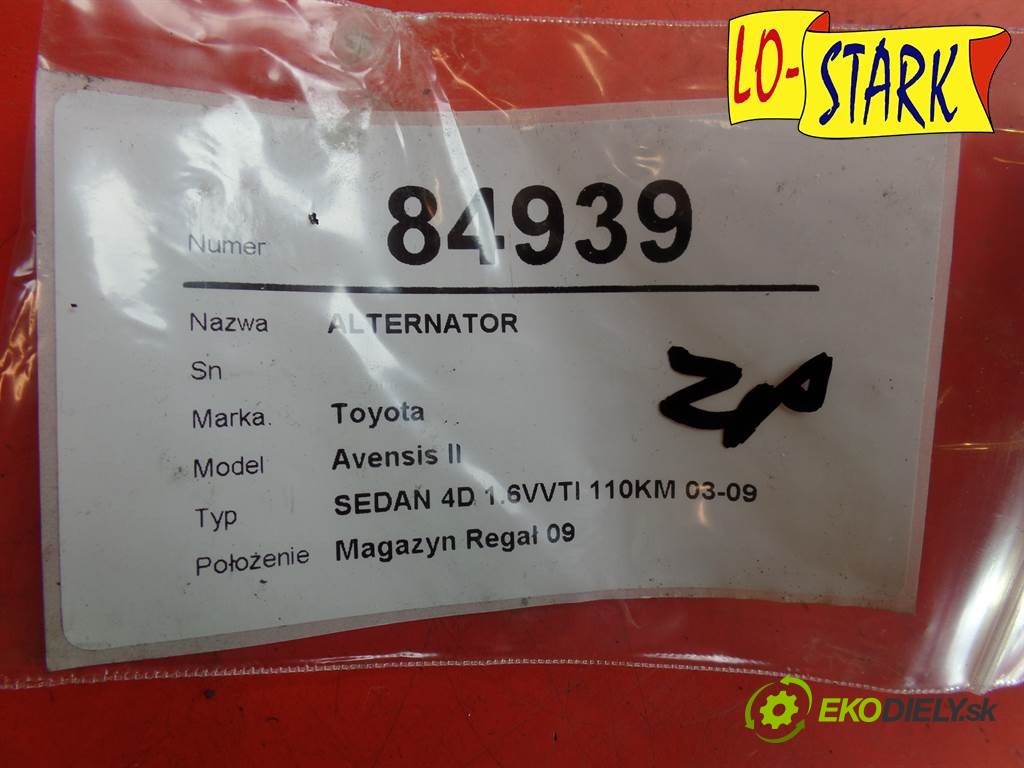 LO-STARK
Numer 84939
Nazwa ALTERNATOR
Sn
Marka. Toyota
Model Avensis II
Typ SEDAN 4D 1.6VVTI 110KM 03-09
Położenie Magazyn Regał 09
EKODIELY.sk